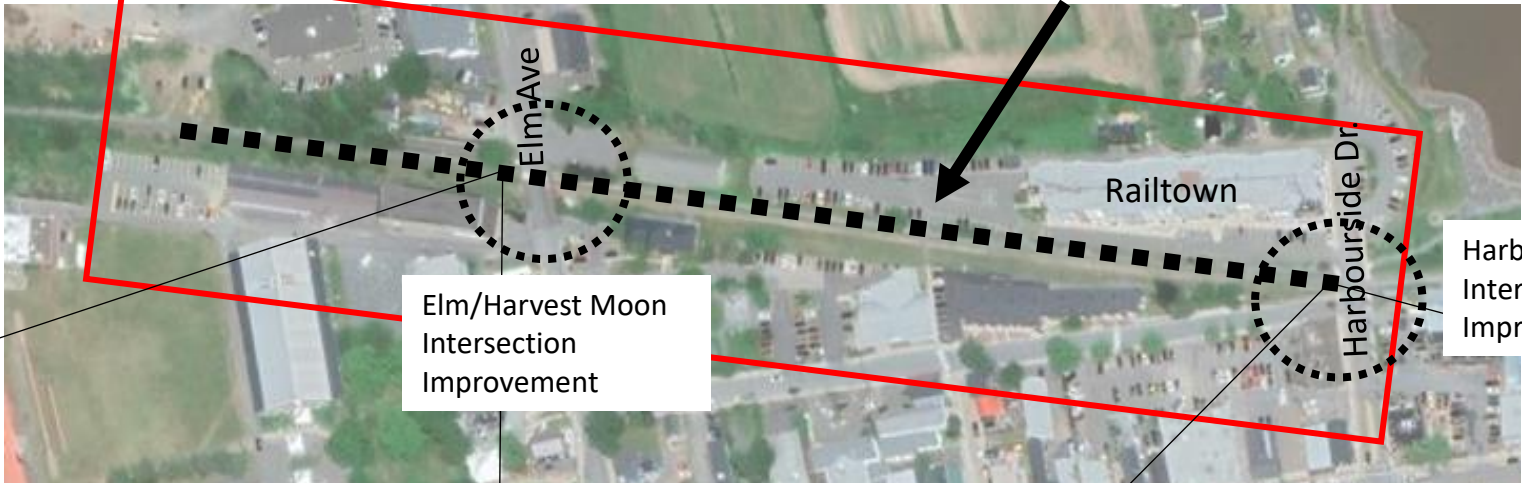 Elm Ave
Railtown
Harbourside Dr.
Elm/Harvest Moon
Intersection
Improvement